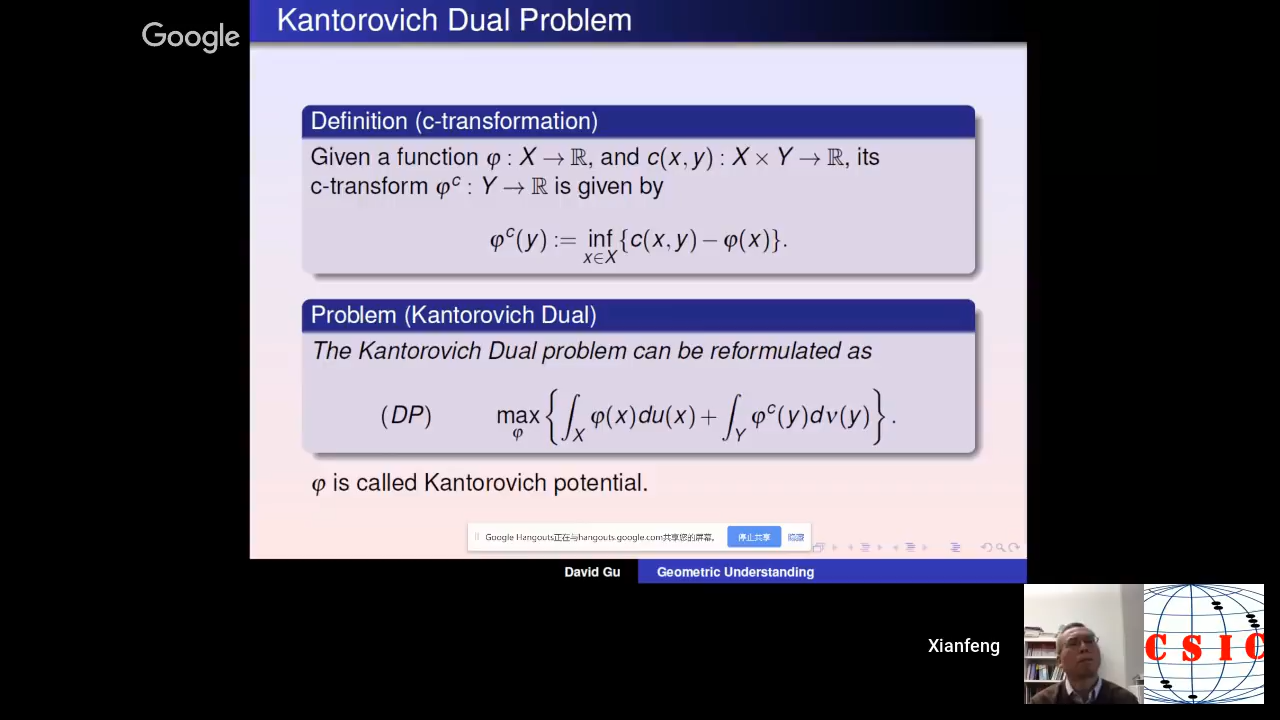 Google
Kantorovich Dual Problem
Definition (c-transformation)
Given a function φ : X → ℝ, and c(x, y) : X × Y → ℝ, its
c-transform φᶜ : Y → ℝ is given by
φᶜ(y) := inf_{x∈X} {c(x, y) − φ(x)}.
Problem (Kantorovich Dual)
The Kantorovich Dual problem can be reformulated as
(DP) max_φ {∫_X φ(x)du(x) + ∫_Y φᶜ(y)dν(y)}.
φ is called Kantorovich potential.
Google Hangouts正在与hangouts.google.com共享您的屏幕。 停止共享 隐藏
David Gu Geometric Understanding
Xianfeng
CSIC